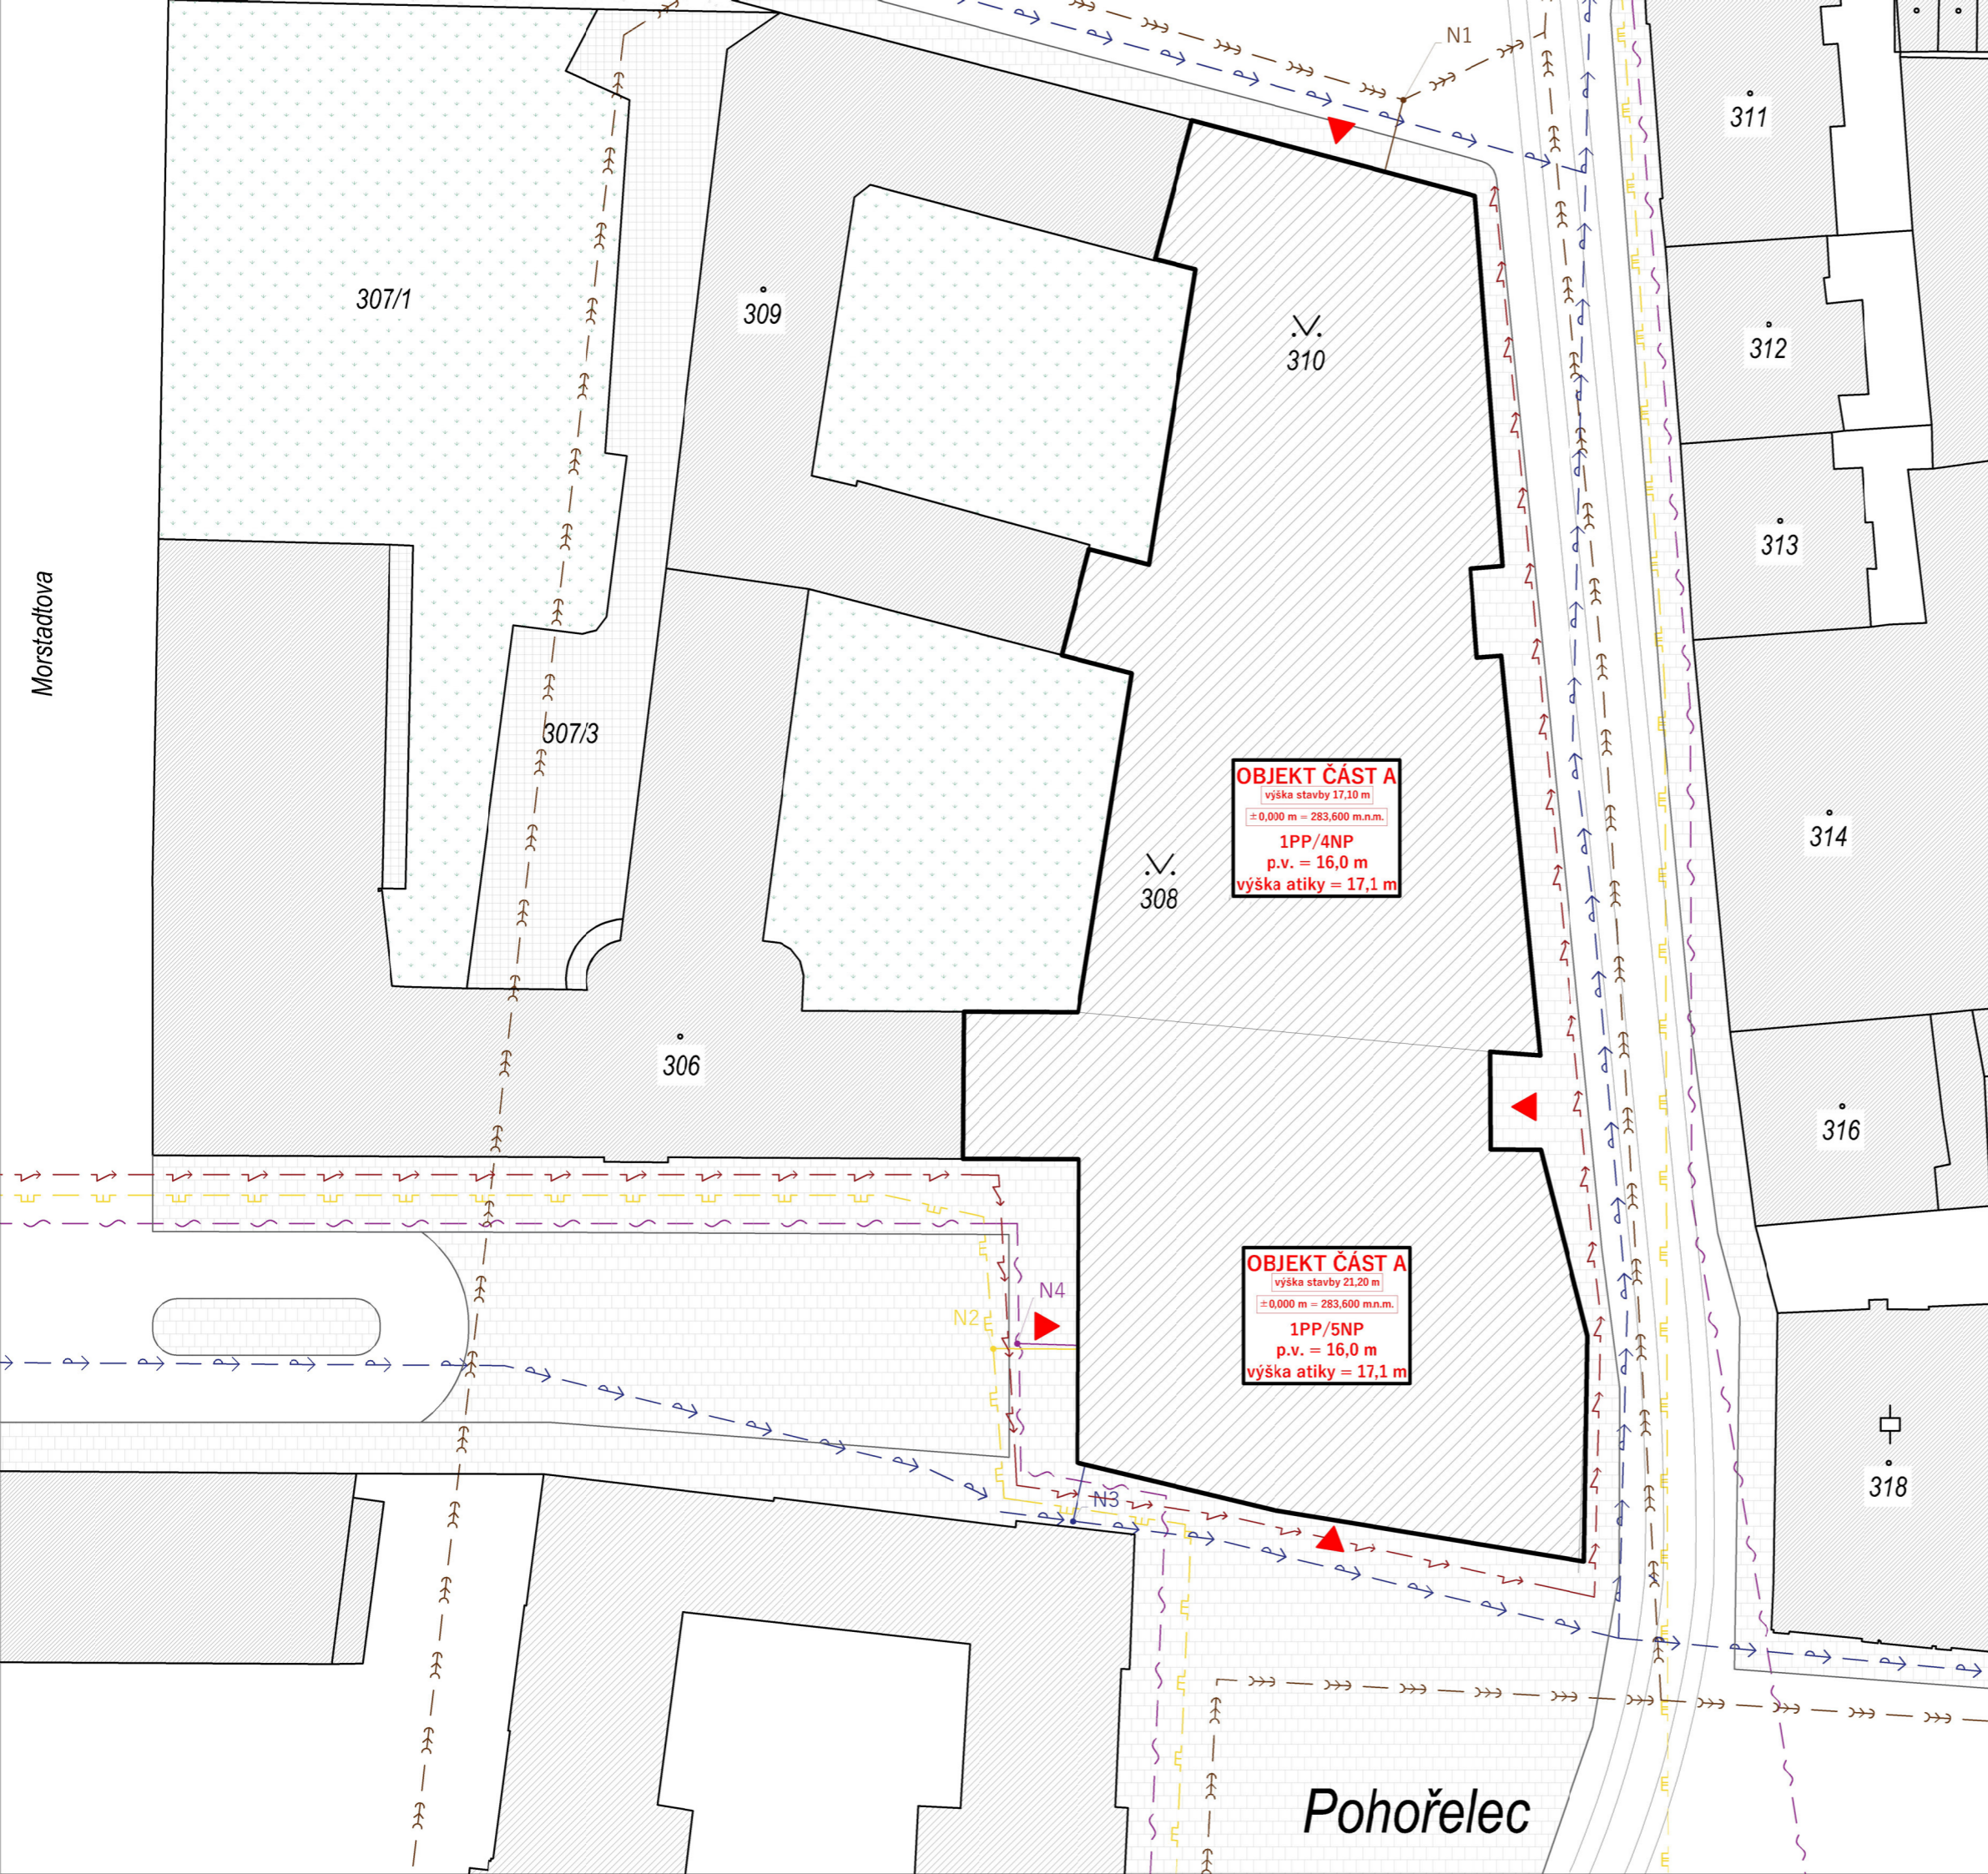 N1
311
307/1
309
312
310
313
Morstadtova
307/3
OBJEKT ČÁST A
výška stavby 17,10 m
±0,000 m = 283,600 m.n.m.
1PP/4NP
p.v. = 16,0 m
výška atiky = 17,1 m
314
308
306
316
OBJEKT ČÁST A
výška stavby 21,20 m
±0,000 m = 283,600 m.n.m.
1PP/5NP
p.v. = 16,0 m
výška atiky = 17,1 m
N4
N2
318
N3
Pohořelec